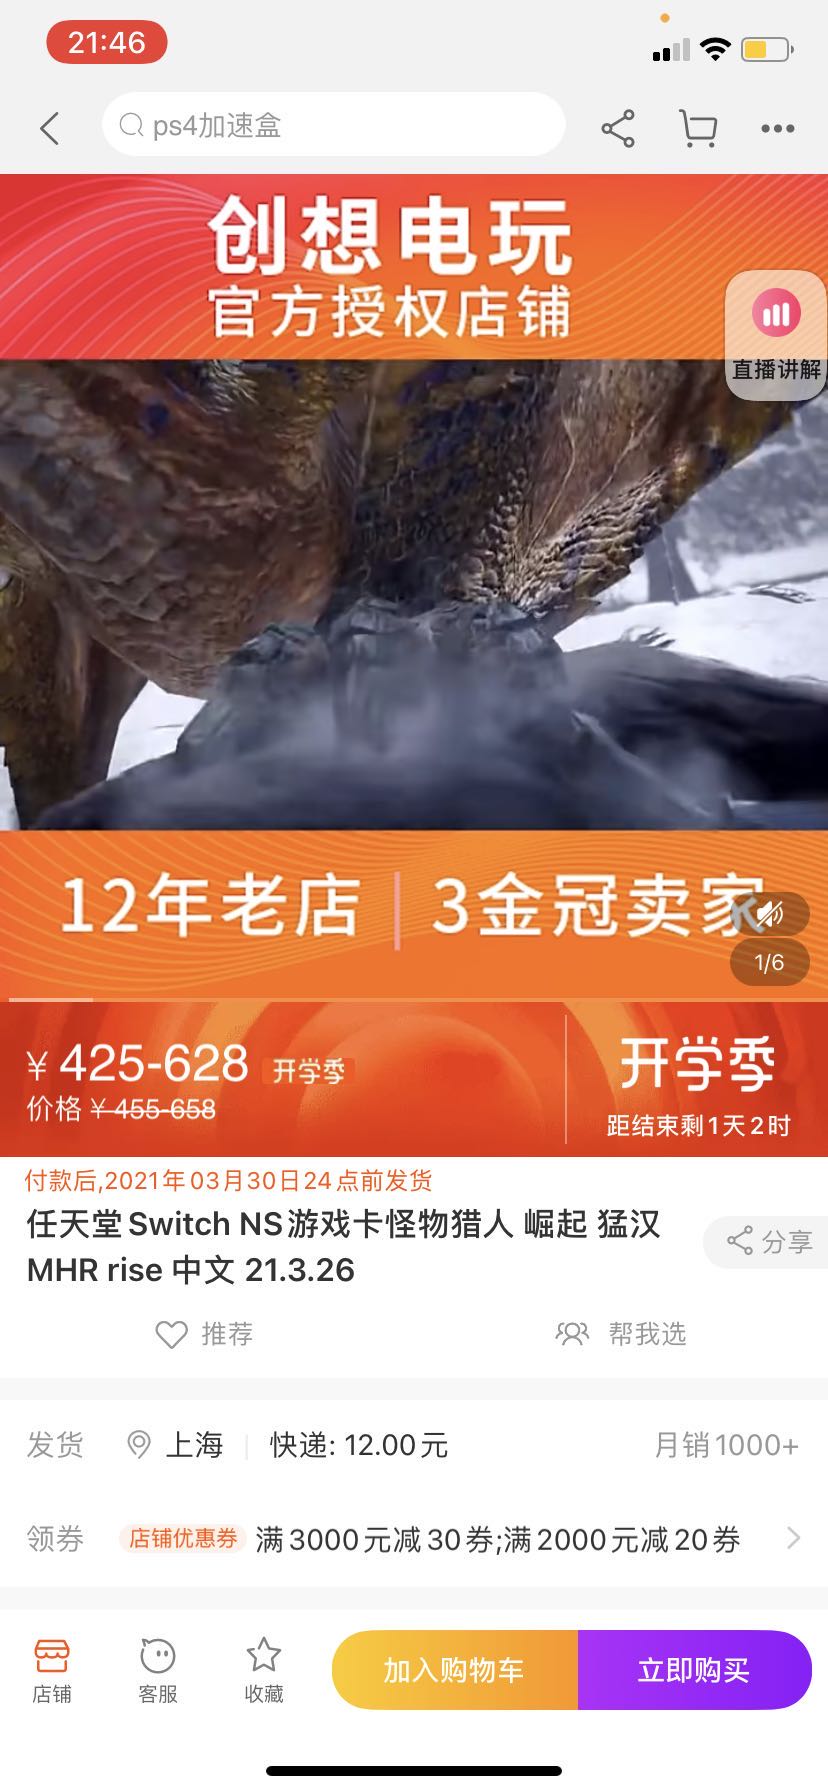 21:46
ps4加速盒
创想电玩
官方授权店铺
直播讲解
12年老店 | 3金冠卖家
1/6
¥ 425-628 开学季
价格 ¥ 455-658
开学季
距结束剩1天2时
付款后,2021年03月30日24点前发货
任天堂Switch NS游戏卡怪物猎人 崛起 猛汉
MHR rise 中文 21.3.26
分享
推荐
帮我选
发货 上海 | 快递: 12.00元 月销1000+
领券 店铺优惠券 满3000元减30券;满2000元减20券
店铺
客服
收藏
加入购物车
立即购买